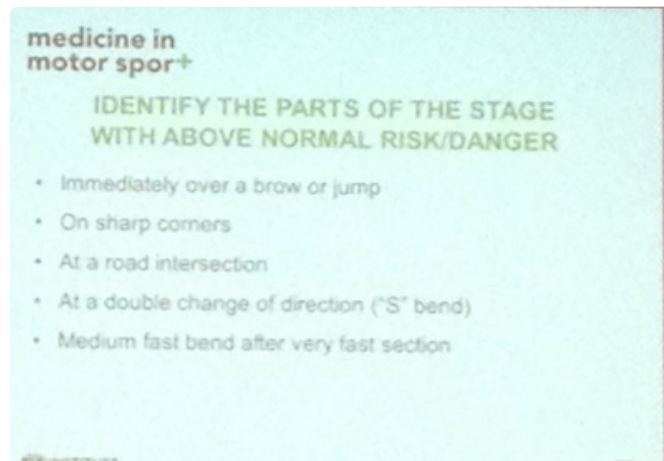 medicine in
motor spor+
IDENTIFY THE PARTS OF THE STAGE
WITH ABOVE NORMAL RISK/DANGER
• Immediately over a brow or jump
• On sharp corners
• At a road intersection
• At a double change of direction ("S" bend)
• Medium fast bend after very fast section